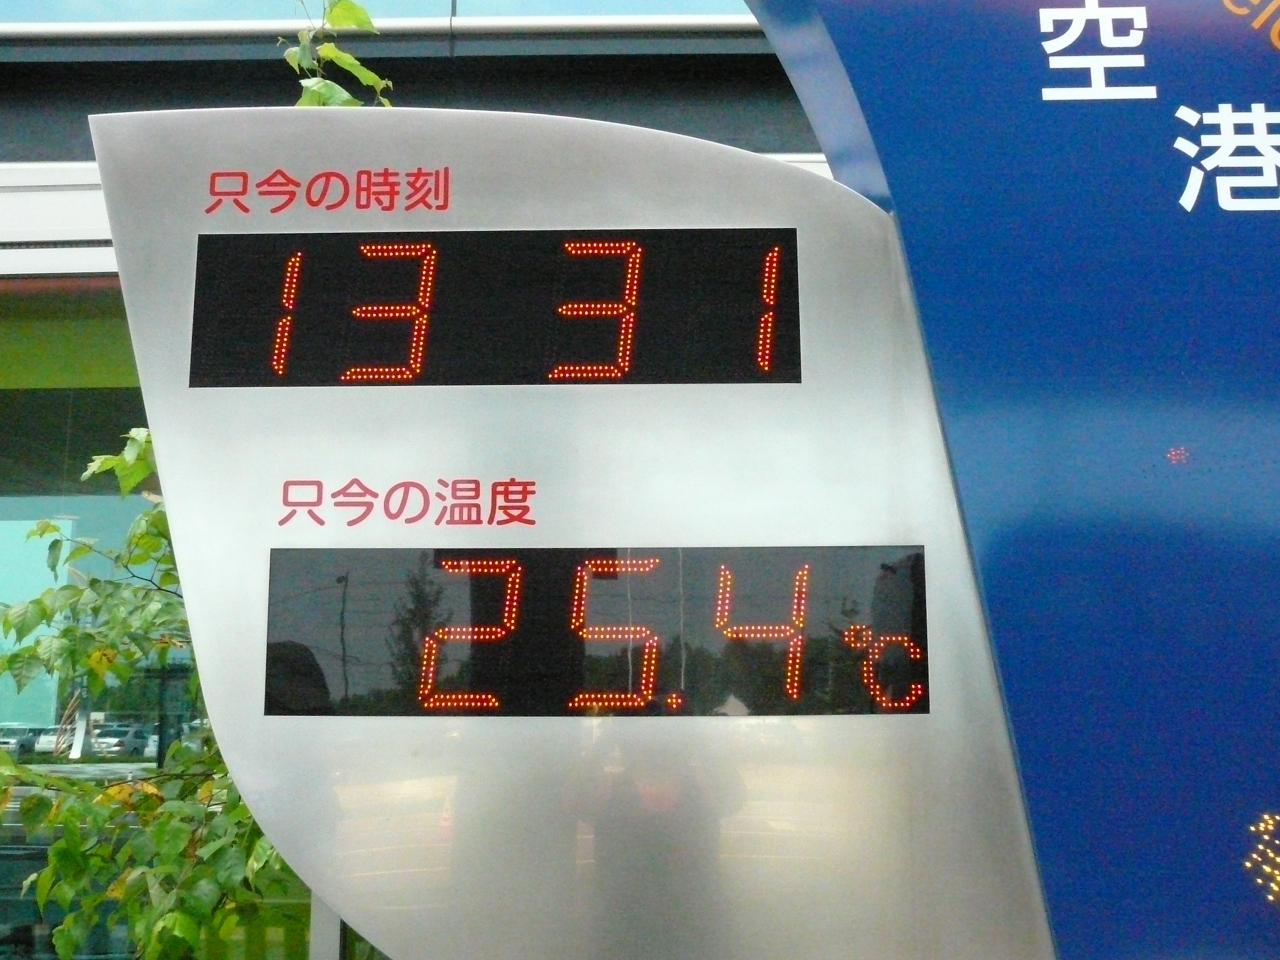 只今の時刻
13 31
只今の温度
25.4℃
空
港